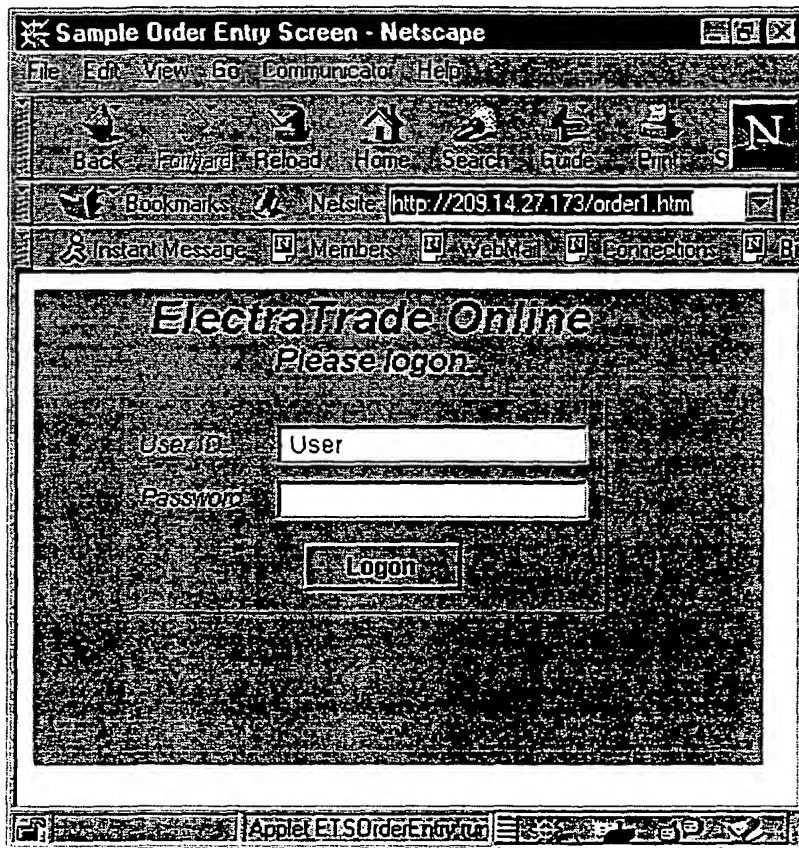 Sample Order Entry Screen - Netscape
File Edit View Go Communicator Help
Back Forward Reload Home Search Guide Print S N
Bookmarks Netsite: http://209.14.27.173/order1.htm
Instant Message Members WebMail Connections Bi
ElectraTrade Online
Please logon.
User ID User
Password
Logon
Applet ETSOrderEntry run